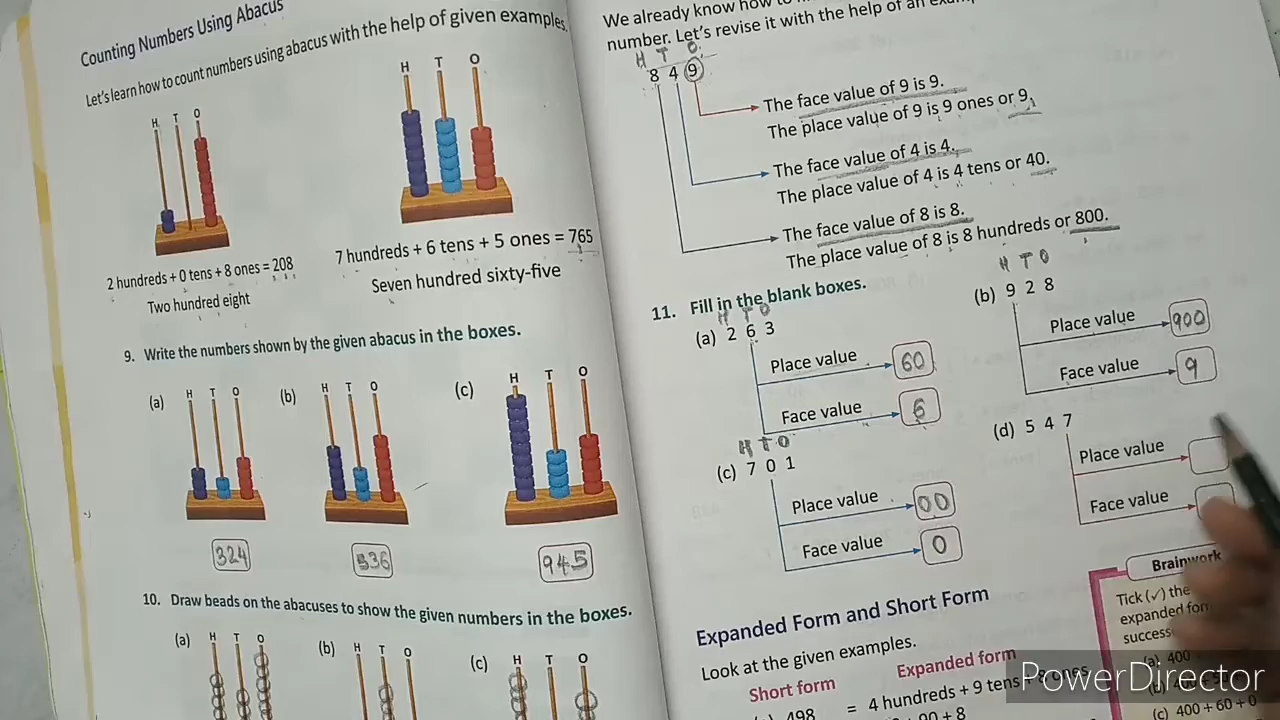 Counting Numbers Using Abacus
Let's learn how to count numbers using abacus with the help of given examples.
H T O
H T O
2 hundreds + 0 tens + 8 ones = 208
Two hundred eight
7 hundreds + 6 tens + 5 ones = 765
Seven hundred sixty-five
9. Write the numbers shown by the given abacus in the boxes.
(a) H T O
(b) H T O
(c) H T O
324
536
945
10. Draw beads on the abacuses to show the given numbers in the boxes.
(a) H T O
(b) H T O
(c) H T O
We already know how
number. Let's revise it with the help of an
H T O
8 4 9
The face value of 9 is 9.
The place value of 9 is 9 ones or 9.
The face value of 4 is 4.
The place value of 4 is 4 tens or 40.
The face value of 8 is 8.
The place value of 8 is 8 hundreds or 800.
11. Fill in the blank boxes.
H T O
(a) 2 6 3
Place value 60
Face value 6
H T O
(b) 9 2 8
Place value 900
Face value 9
H T O
(c) 7 0 1
Place value 00
Face value 0
(d) 5 4 7
Place value
Face value
Expanded Form and Short Form
Look at the given examples.
Short form Expanded form
498 = 4 hundreds + 9 tens + 8 ones
+ 8
Brainwork
Tick (✓) the
expanded
(a) 400
(c) 400 + 60 + 0
PowerDirector